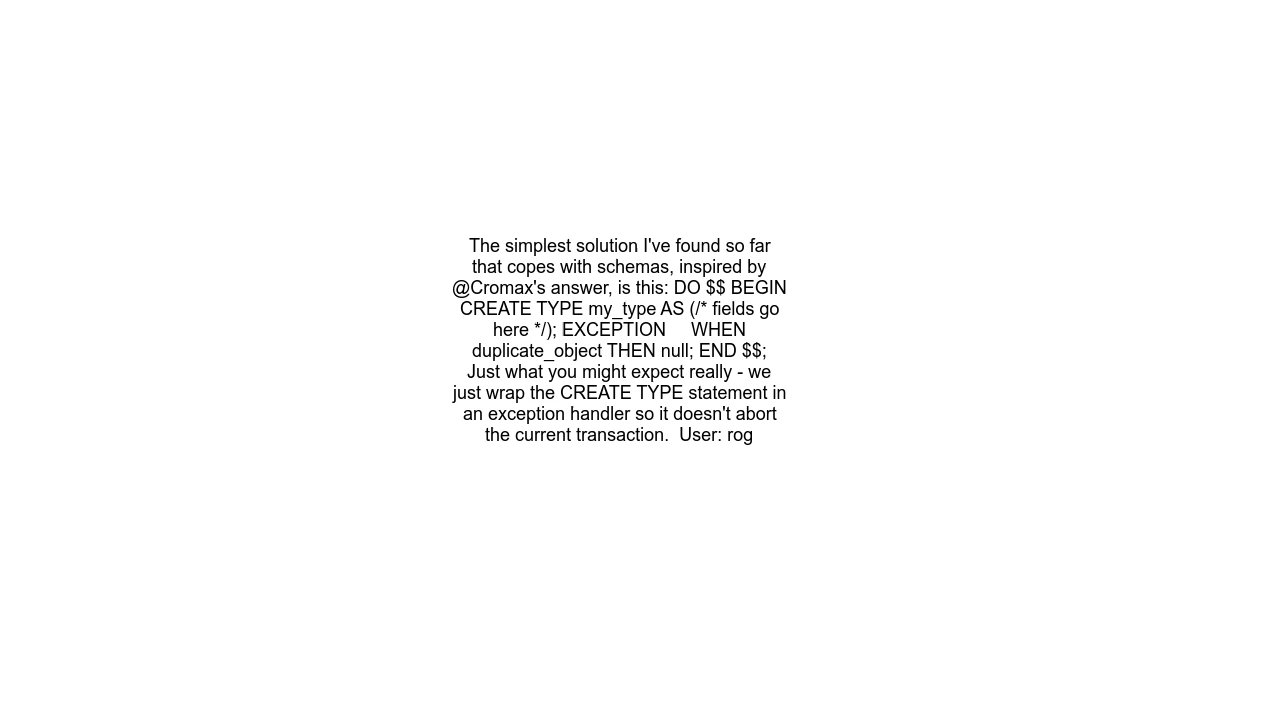 The simplest solution I've found so far
that copes with schemas, inspired by
@Cromax's answer, is this: DO $$ BEGIN
CREATE TYPE my_type AS (/* fields go
here */); EXCEPTION     WHEN
duplicate_object THEN null; END $$;
Just what you might expect really - we
just wrap the CREATE TYPE statement in
an exception handler so it doesn't abort
the current transaction.  User: rog